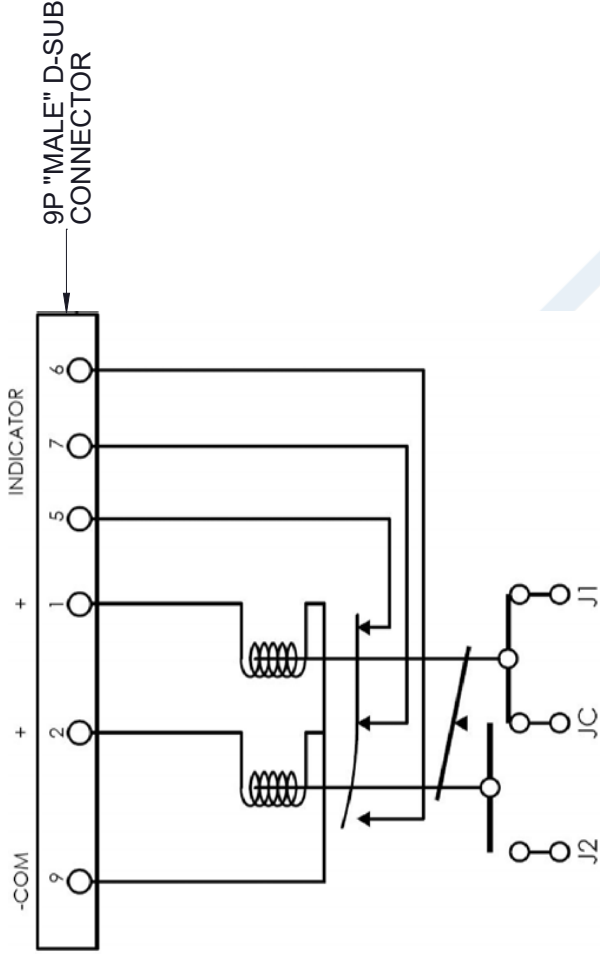 9P "MALE" D-SUB
CONNECTOR
-COM + + INDICATOR
9 2 1 5 7 6
J2 JC J1